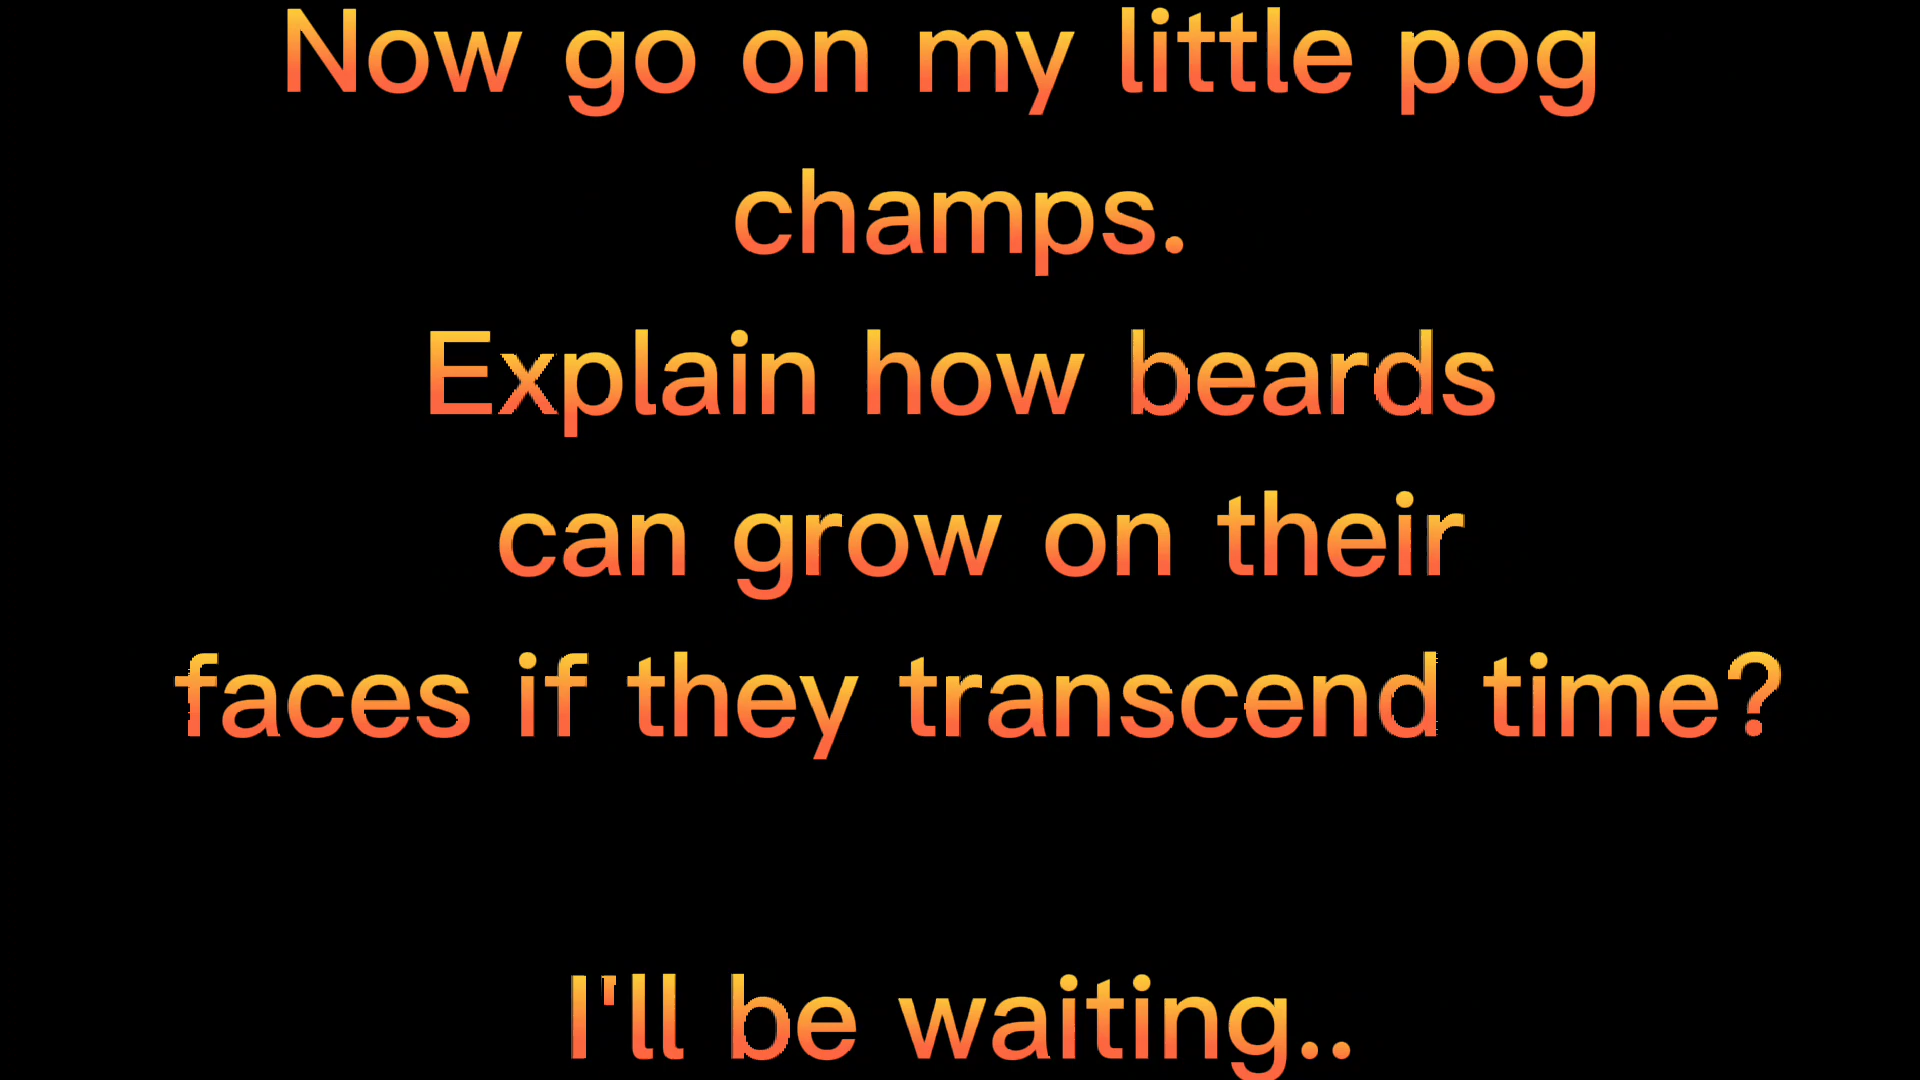 Now go on my little pog
champs.
Explain how beards
can grow on their
faces if they transcend time?
I'll be waiting..